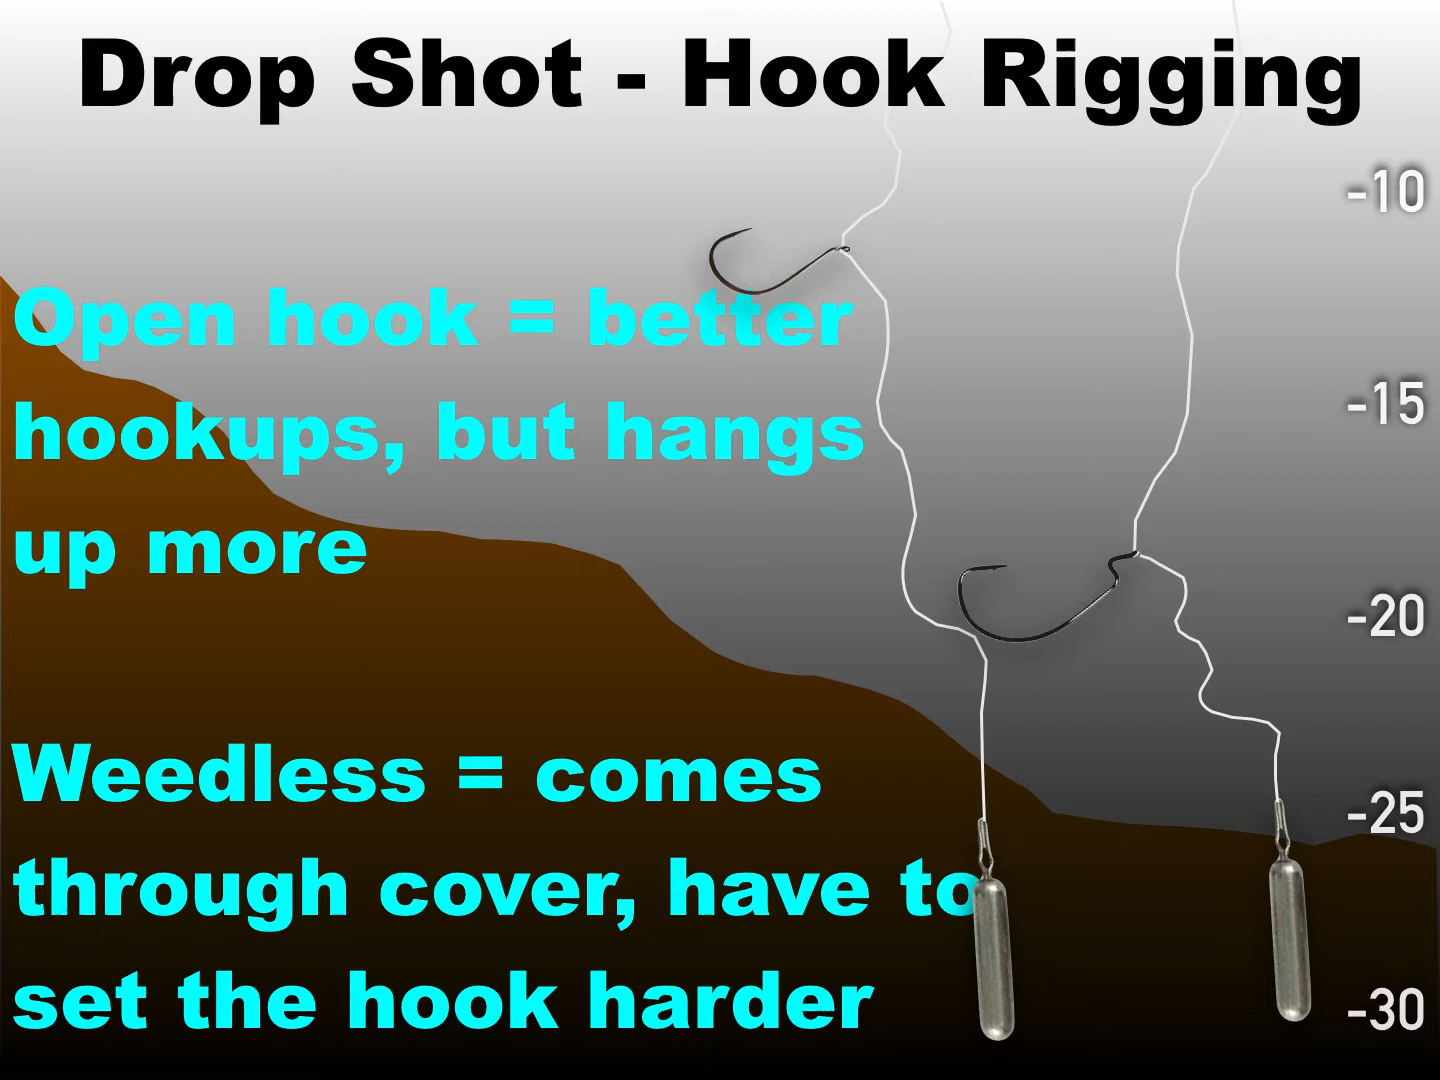 Drop Shot - Hook Rigging
-10
Open hook = better
hookups, but hangs
up more
-15
-20
Weedless = comes
through cover, have to
set the hook harder
-25
-30